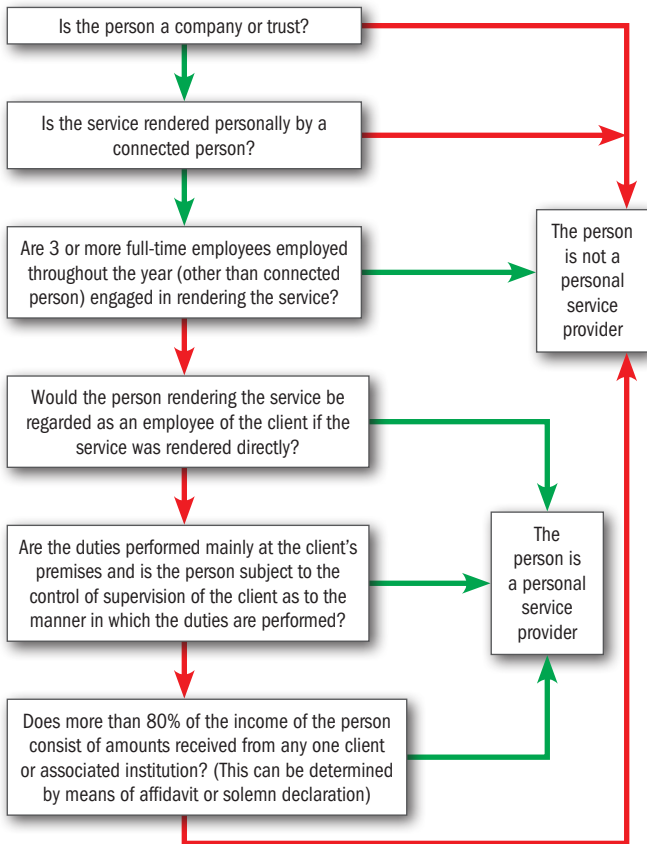 Is the person a company or trust?
Is the service rendered personally by a
connected person?
Are 3 or more full-time employees employed
throughout the year (other than connected
person) engaged in rendering the service?
The person
is not a
personal
service
provider
Would the person rendering the service be
regarded as an employee of the client if the
service was rendered directly?
Are the duties performed mainly at the client’s
premises and is the person subject to the
control of supervision of the client as to the
manner in which the duties are performed?
The
person is
a personal
service
provider
Does more than 80% of the income of the person
consist of amounts received from any one client
or associated institution? (This can be determined
by means of affidavit or solemn declaration)